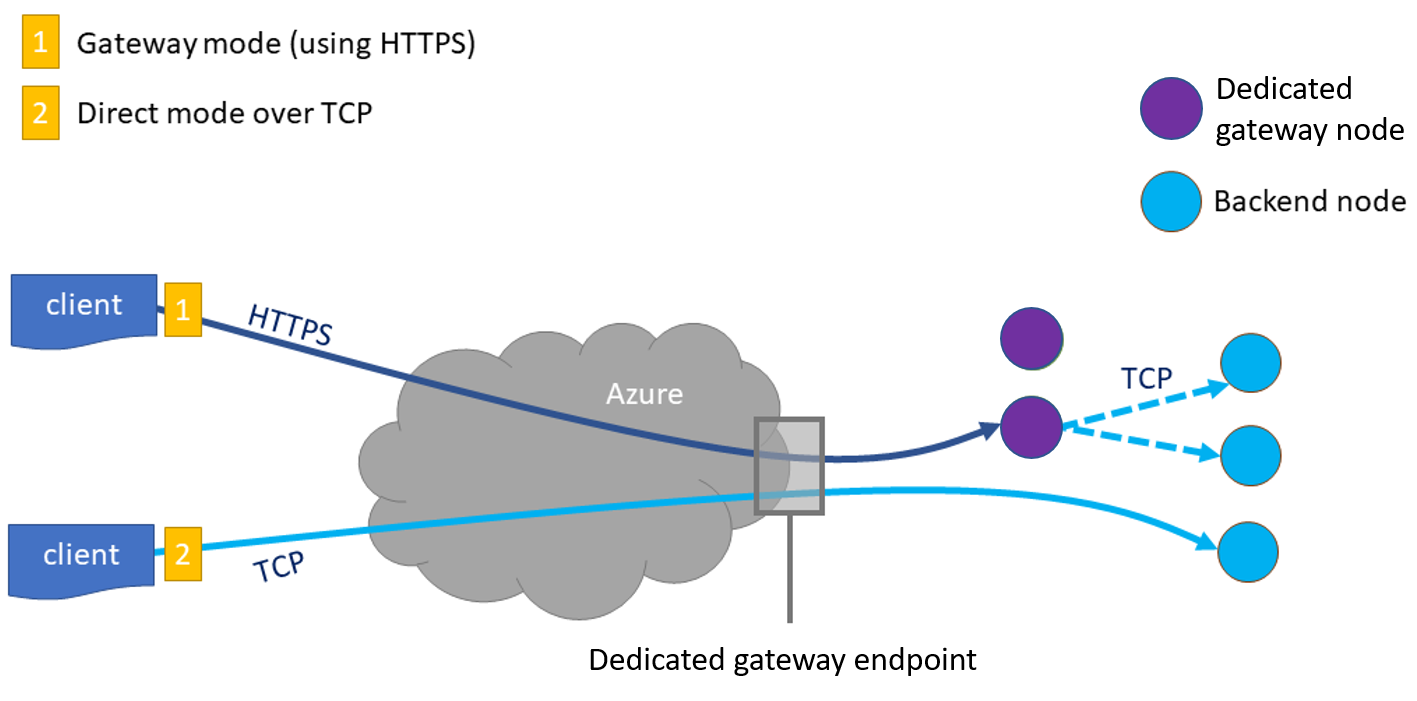 1 Gateway mode (using HTTPS)
2 Direct mode over TCP
Dedicated
gateway node
Backend node
client 1
HTTPS
Azure
TCP
client 2
TCP
Dedicated gateway endpoint